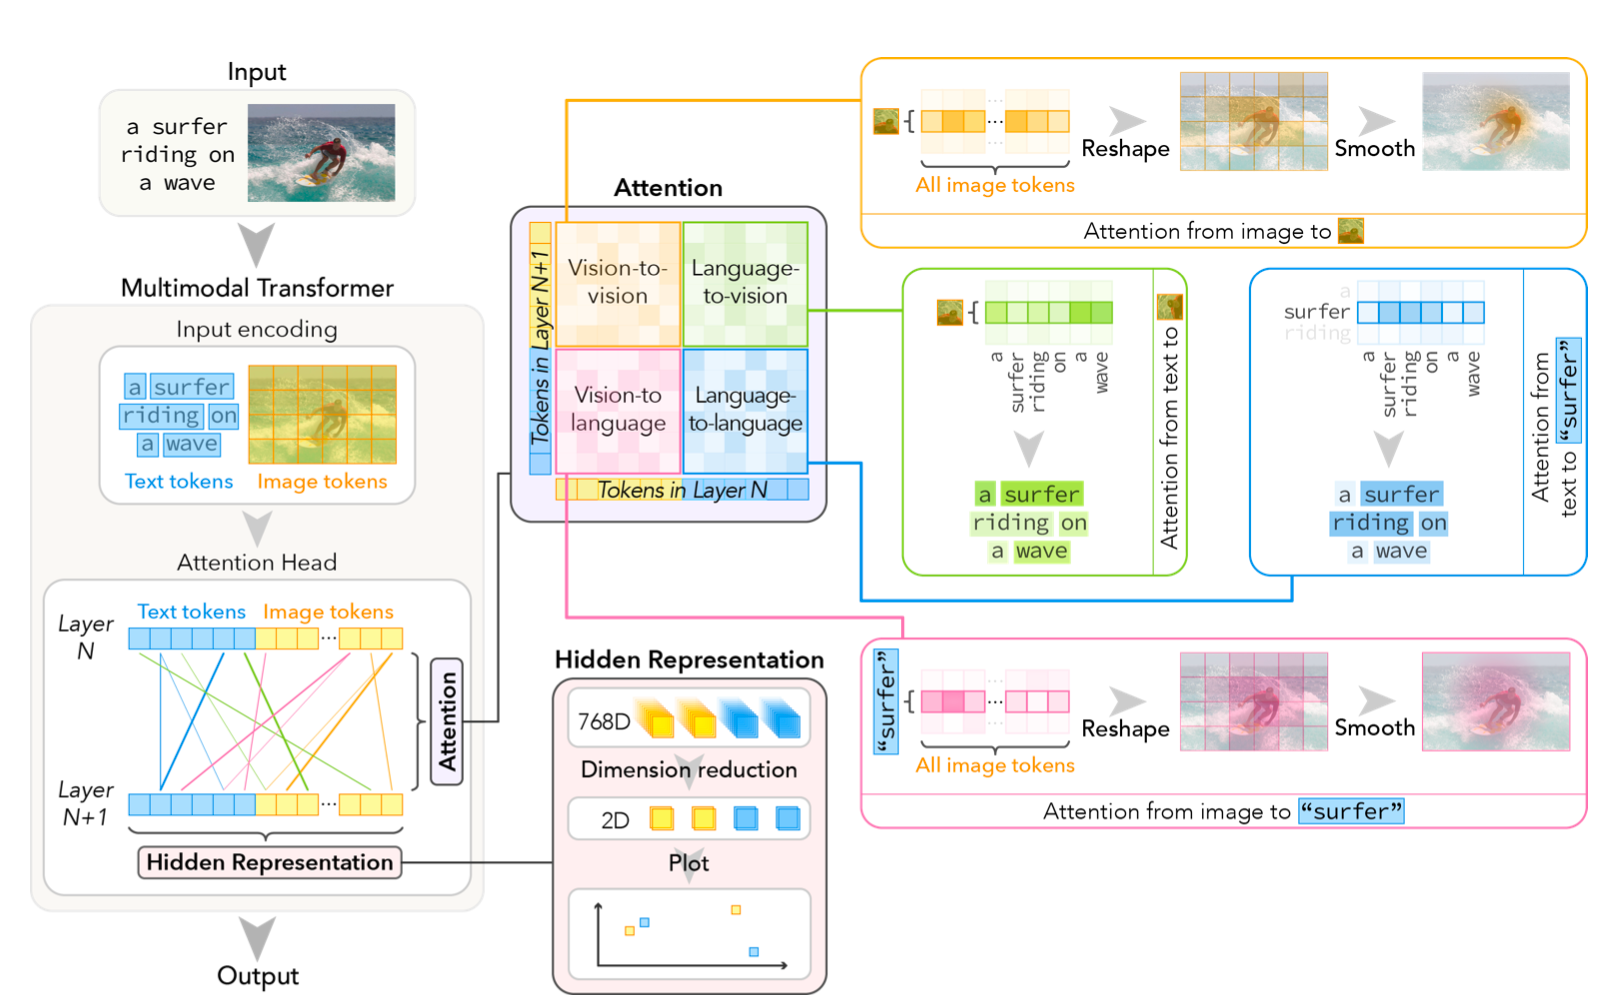 Input
a surfer
riding on
a wave
Multimodal Transformer
Input encoding
a surfer
riding on
a wave
Text tokens
Image tokens
Attention Head
Layer
N
Text tokens
Image tokens
...
Layer
N+1
...
Attention
Hidden Representation
Output
Attention
Tokens in Layer N+1
Vision-to-
vision
Language-
to-vision
Vision-to
language
Language-
to-language
Tokens in Layer N
Hidden Representation
768D
Dimension reduction
2D
Plot
{
...
...
...
All image tokens
Reshape
Smooth
Attention from image to
{
a
surfer
riding
on
a
wave
a surfer
riding on
a wave
Attention from text to
a
surfer
riding
a
surfer
riding
on
a
wave
a surfer
riding on
a wave
Attention from
text to “surfer”
“surfer”
{
...
...
...
All image tokens
Reshape
Smooth
Attention from image to “surfer”